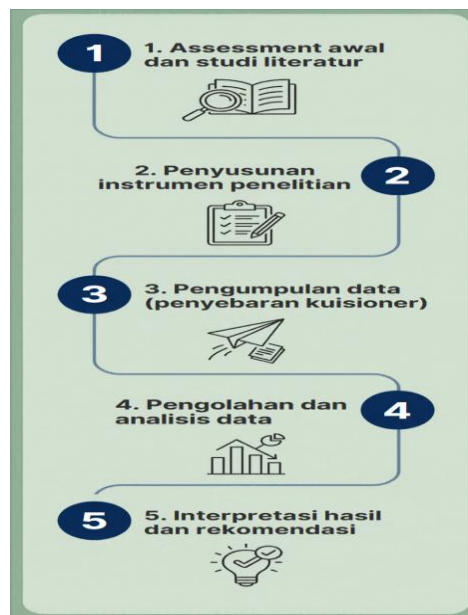 1
1. Assessment awal
dan studi literatur
2. Penyusunan
instrumen penelitian
2
3
3. Pengumpulan data
(penyebaran kuisioner)
4. Pengolahan dan
analisis data
4
5
5. Interpretasi hasil
dan rekomendasi